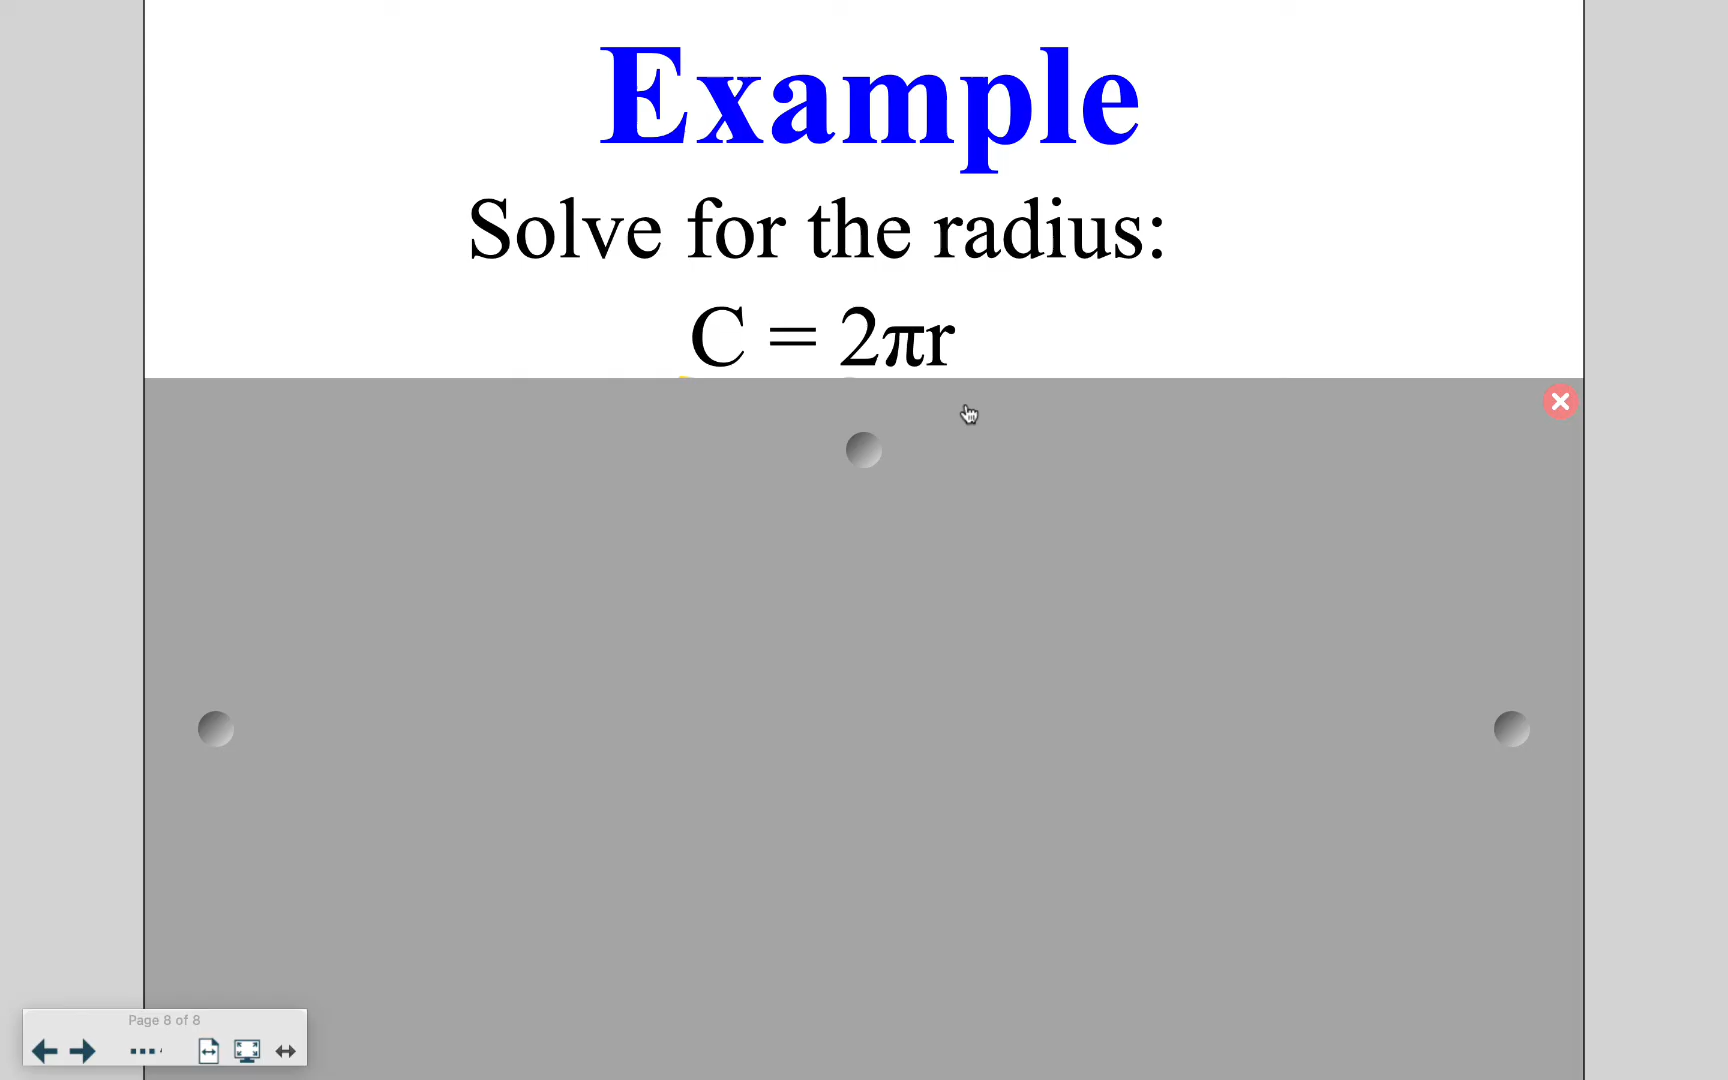 Example
Solve for the radius:
C = 2πr
Page 8 of 8